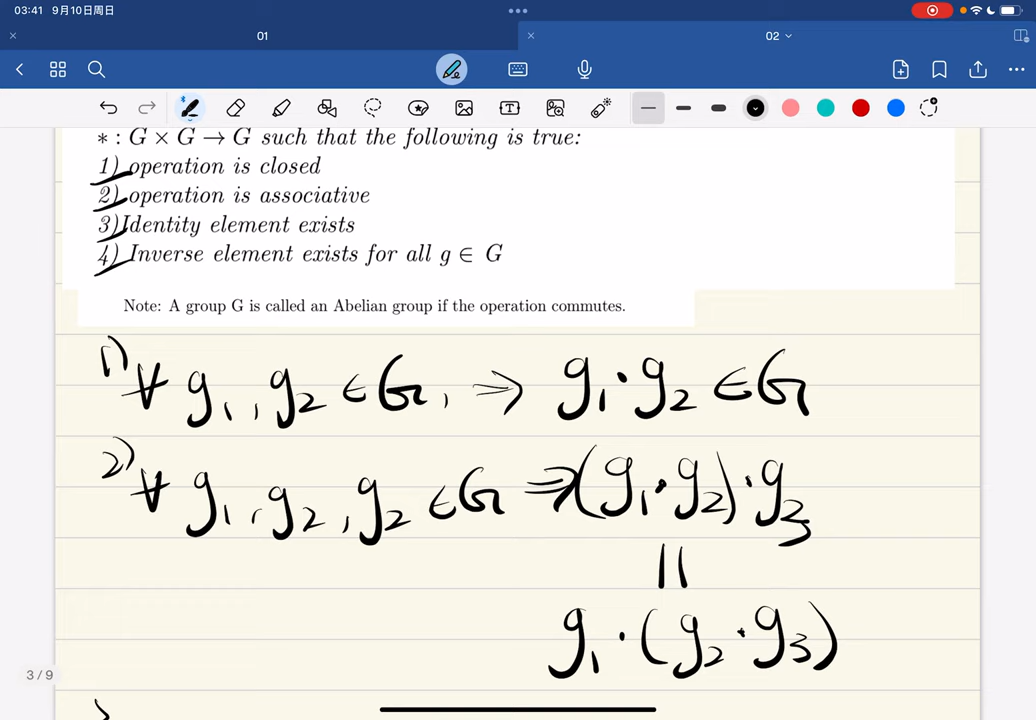 03:41 9月10日周日
01 02
* : G × G → G such that the following is true:
1) operation is closed
2) operation is associative
3)Identity element exists
4) Inverse element exists for all g ∈ G
Note: A group G is called an Abelian group if the operation commutes.
1) ∀ g₁, g₂ ∈ G, ⇒ g₁ · g₂ ∈ G
2) ∀ g₁, g₂, g₂ ∈ G ⇒ (g₁ · g₂) · g₃
||
g₁ · (g₂ · g₃)
3 / 9